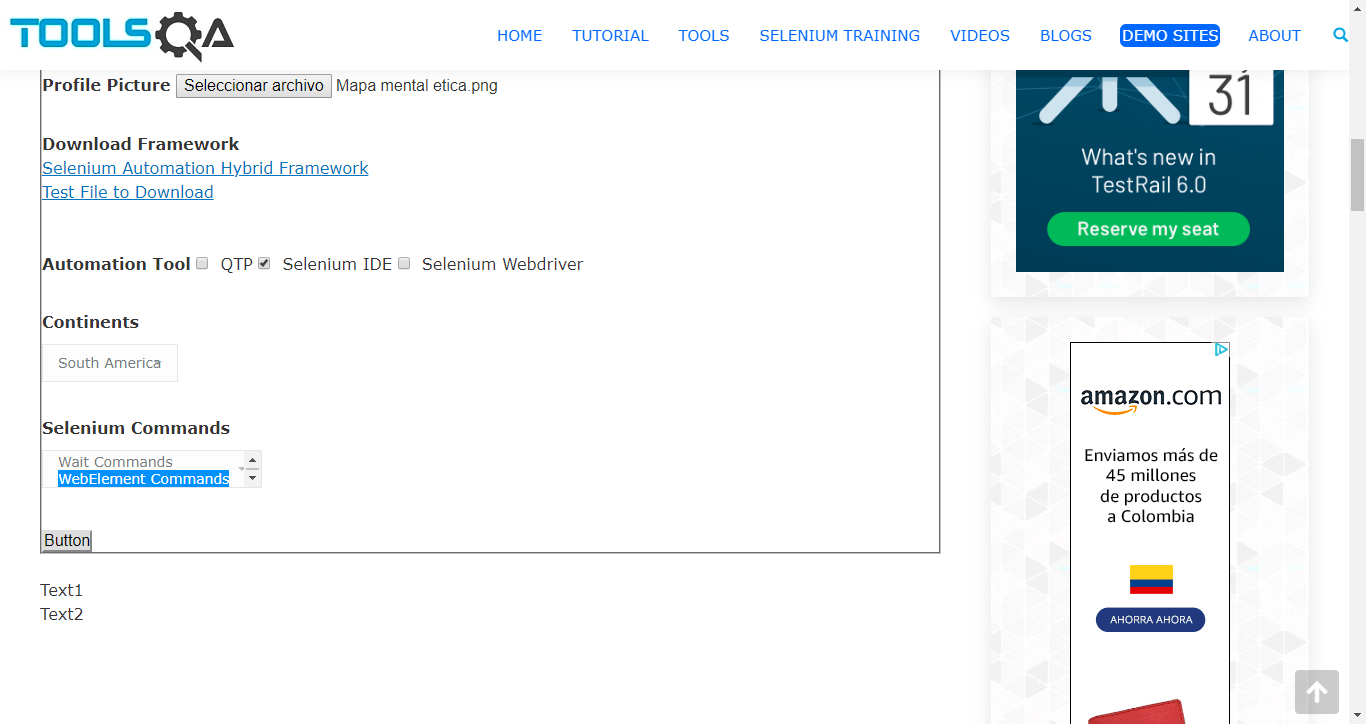 TOOLSQA
HOME TUTORIAL TOOLS SELENIUM TRAINING VIDEOS BLOGS DEMO SITES ABOUT
Profile Picture Seleccionar archivo Mapa mental etica.png
Download Framework
Selenium Automation Hybrid Framework
Test File to Download
Automation Tool QTP Selenium IDE Selenium Webdriver
Continents
South America
Selenium Commands
Wait Commands
WebElement Commands
Button
Text1
Text2
31
What's new in
TestRail 6.0
Reserve my seat
amazon.com
Enviamos más de
45 millones
de productos
a Colombia
AHORRA AHORA